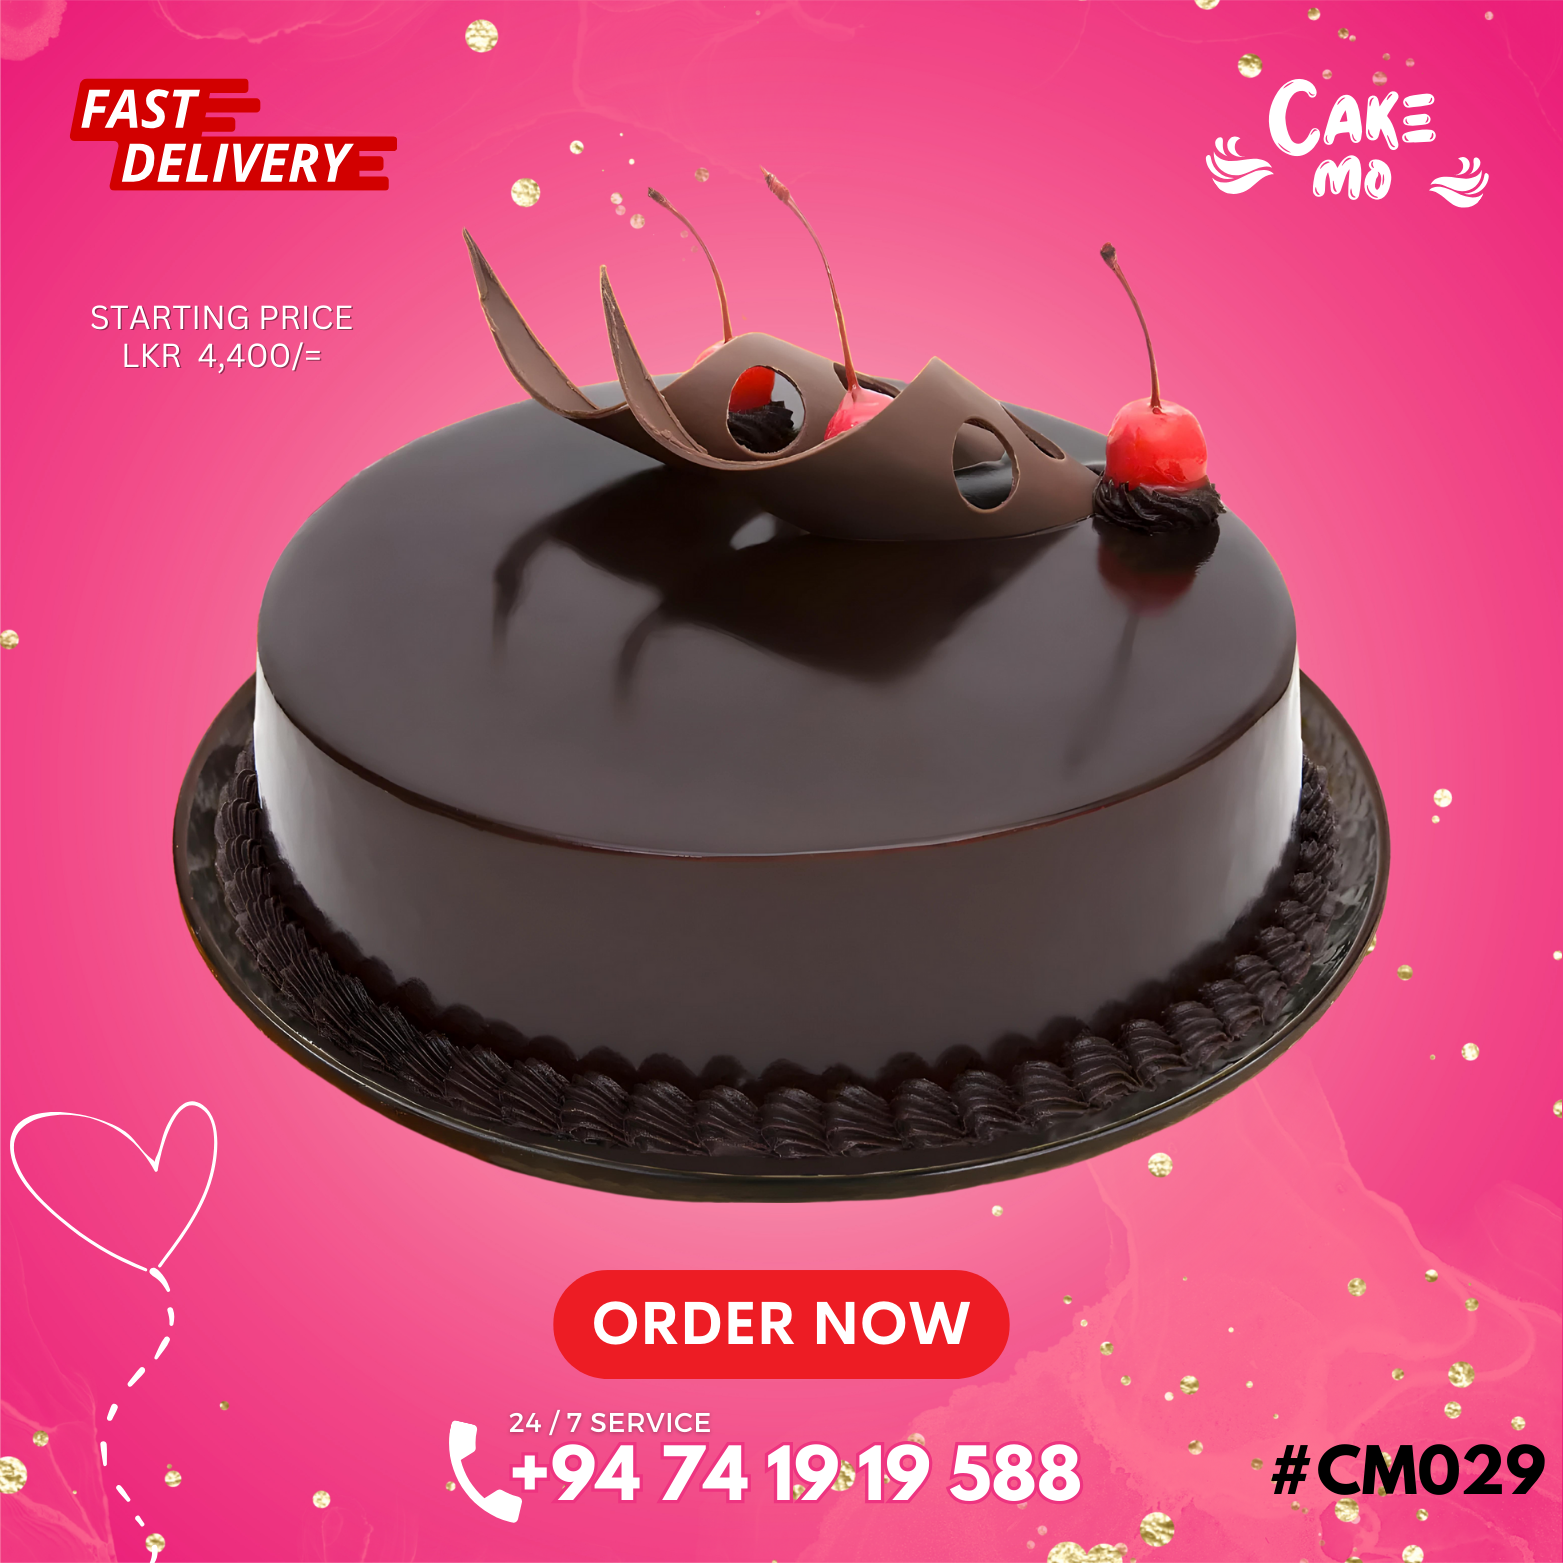 FAST
DELIVERY
CAKE
MO
STARTING PRICE
LKR 4,400/=
ORDER NOW
24 / 7 SERVICE
+94 74 19 19 588
#CM029